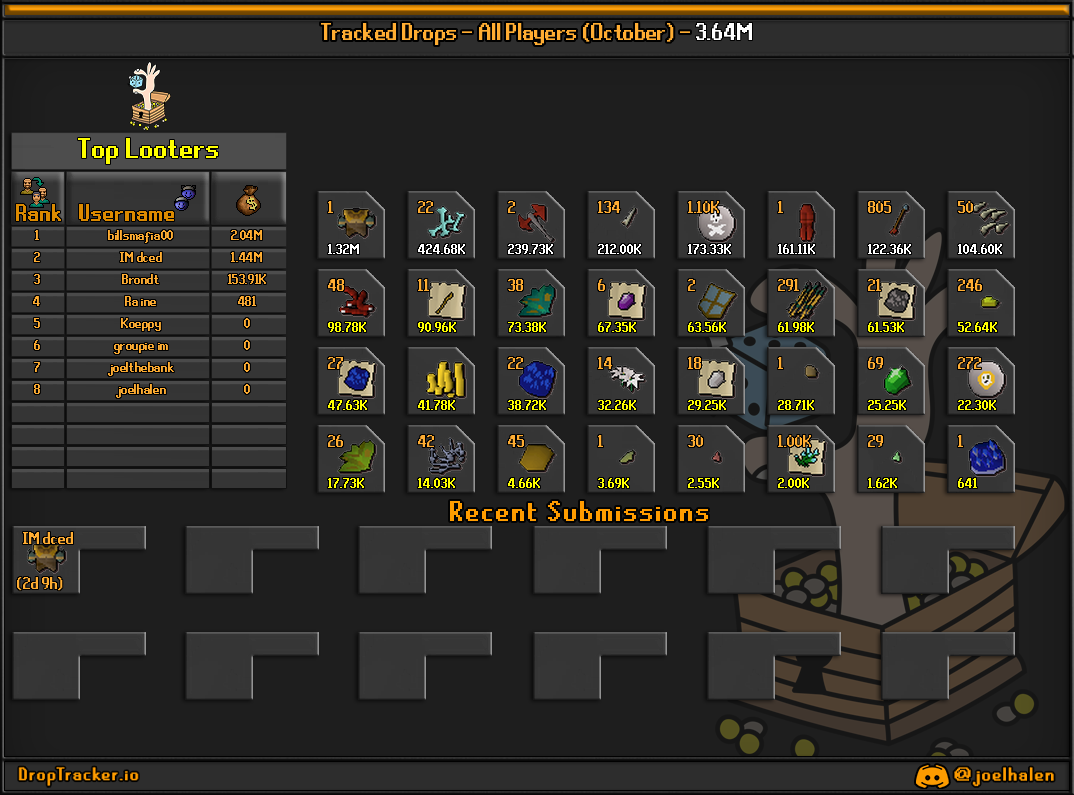 Tracked Drops - All Players (October) - 3.64M
Top Looters
Rank Username
1 billsmafia00 2.04M
2 IM dced 1.44M
3 Brondt 153.91K
4 Raine 481
5 Koeppy 0
6 groupie im 0
7 joelthebank 0
8 joelhalen 0
1 22 2 134 1.10K 1 805 50
1.32M 424.68K 239.73K 212.00K 173.33K 161.11K 122.36K 104.60K
48 11 38 6 2 291 21 246
98.78K 90.96K 73.38K 67.35K 63.56K 61.98K 61.53K 52.64K
27 22 14 18 1 69 272
47.63K 41.78K 38.72K 32.26K 29.25K 28.71K 25.25K 22.30K
26 42 45 1 30 1.00K 29 1
17.73K 14.03K 4.66K 3.69K 2.55K 2.00K 1.62K 641
Recent Submissions
IM dced
(2d 9h)
DropTracker.io
@joelhalen